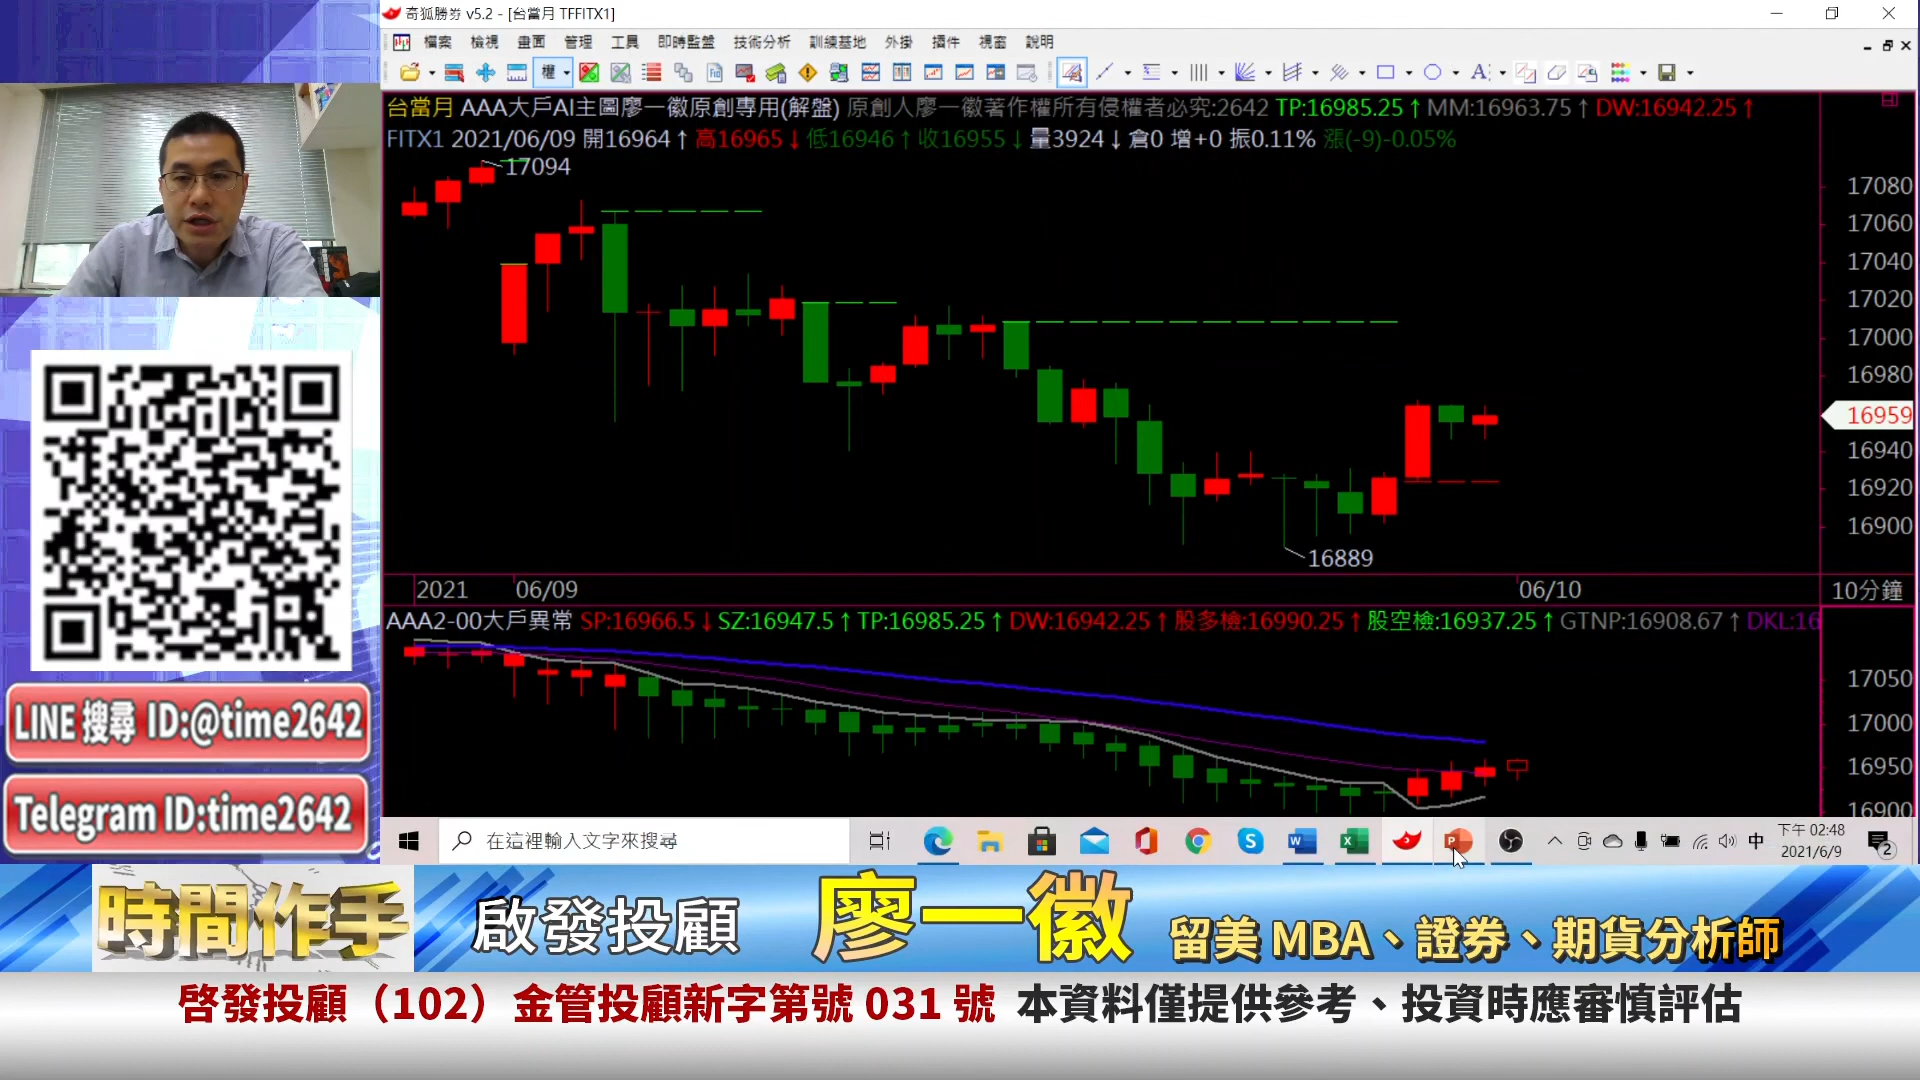 奇狐勝券 v5.2 - [台當月 TFFITX1]
檔案 檢視 畫面 管理 工具 即時監盤 技術分析 訓練基地 外掛 插件 視窗 說明
權
台當月 AAA大戶AI主圖廖一徽原創專用(解盤) 原創人廖一徽著作權所有侵權者必究:2642 TP:16985.25↑ MM:16963.75↑ DW:16942.25↑
FITX1 2021/06/09 開16964↑ 高16965↓ 低16946↑ 收16955↓ 量3924↓ 倉0 增+0 振0.11% 漲(-9)-0.05%
17094
17080
17060
17040
17020
17000
16980
16959
16940
16920
16900
16889
2021 06/09 06/10 10分鐘
AAA2-00大戶異常 SP:16966.5↓ SZ:16947.5↑ TP:16985.25↑ DW:16942.25↑ 股多檢:16990.25↑ 股空檢:16937.25↑ GTNP:16908.67↑ DKL:16
17050
17000
16950
16900
LINE 搜尋 ID:@time2642
Telegram ID:time2642
在這裡輸入文字來搜尋
中
下午 02:48
2021/6/9
2
時間作手
啟發投顧 廖一徽 留美 MBA、證券、期貨分析師
啓發投顧（102）金管投顧新字第號 031 號 本資料僅提供參考、投資時應審慎評估